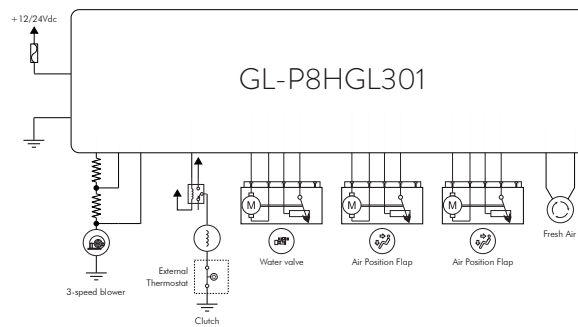 +12/24Vdc
GL-P8HGL301
M
M
M
Water valve
Air Position Flap
Air Position Flap
Fresh Air
External
Thermostat
3-speed blower
Clutch